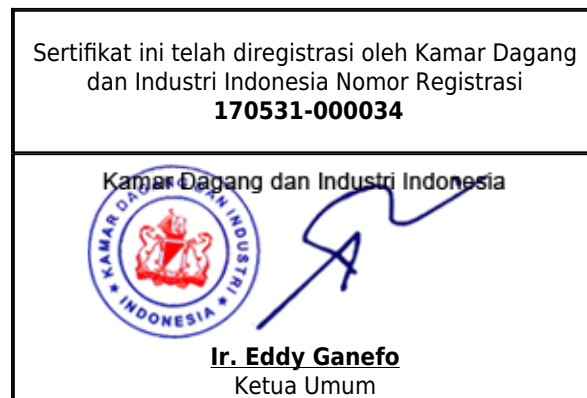 Sertifikat ini telah diregistrasi oleh Kamar Dagang
dan Industri Indonesia Nomor Registrasi
170531-000034
Kamar Dagang dan Industri Indonesia
★ KAMAR DAGANG DAN INDUSTRI ★
INDONESIA
Ir. Eddy Ganefo
Ketua Umum